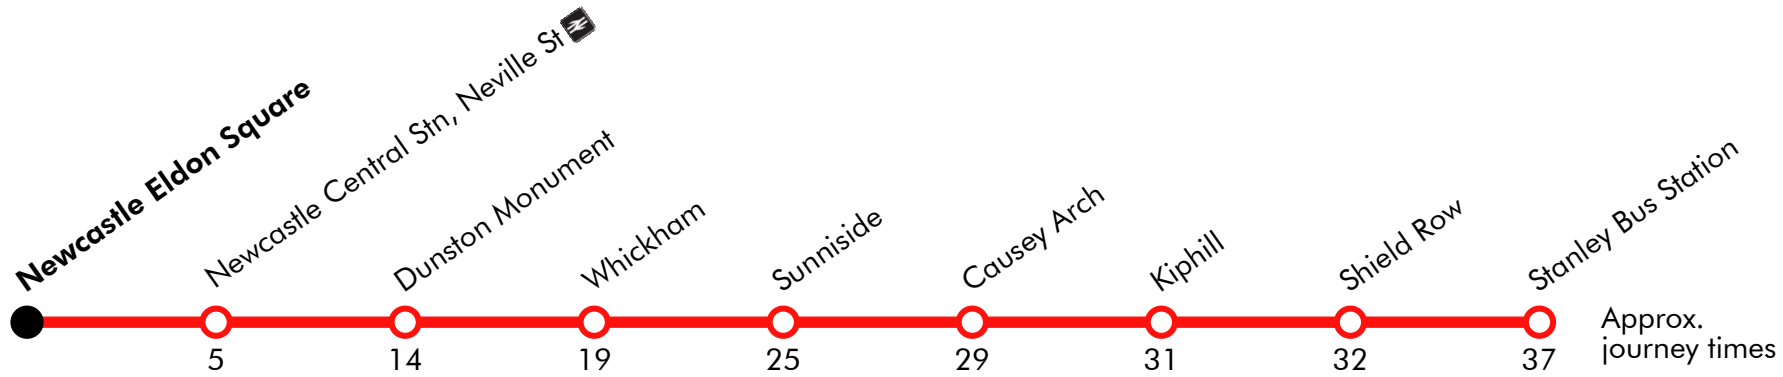 Newcastle Eldon Square
Newcastle Central Stn, Neville St
Dunston Monument
Whickham
Sunniside
Causey Arch
Kiphill
Shield Row
Stanley Bus Station
5
14
19
25
29
31
32
37
Approx.
journey times